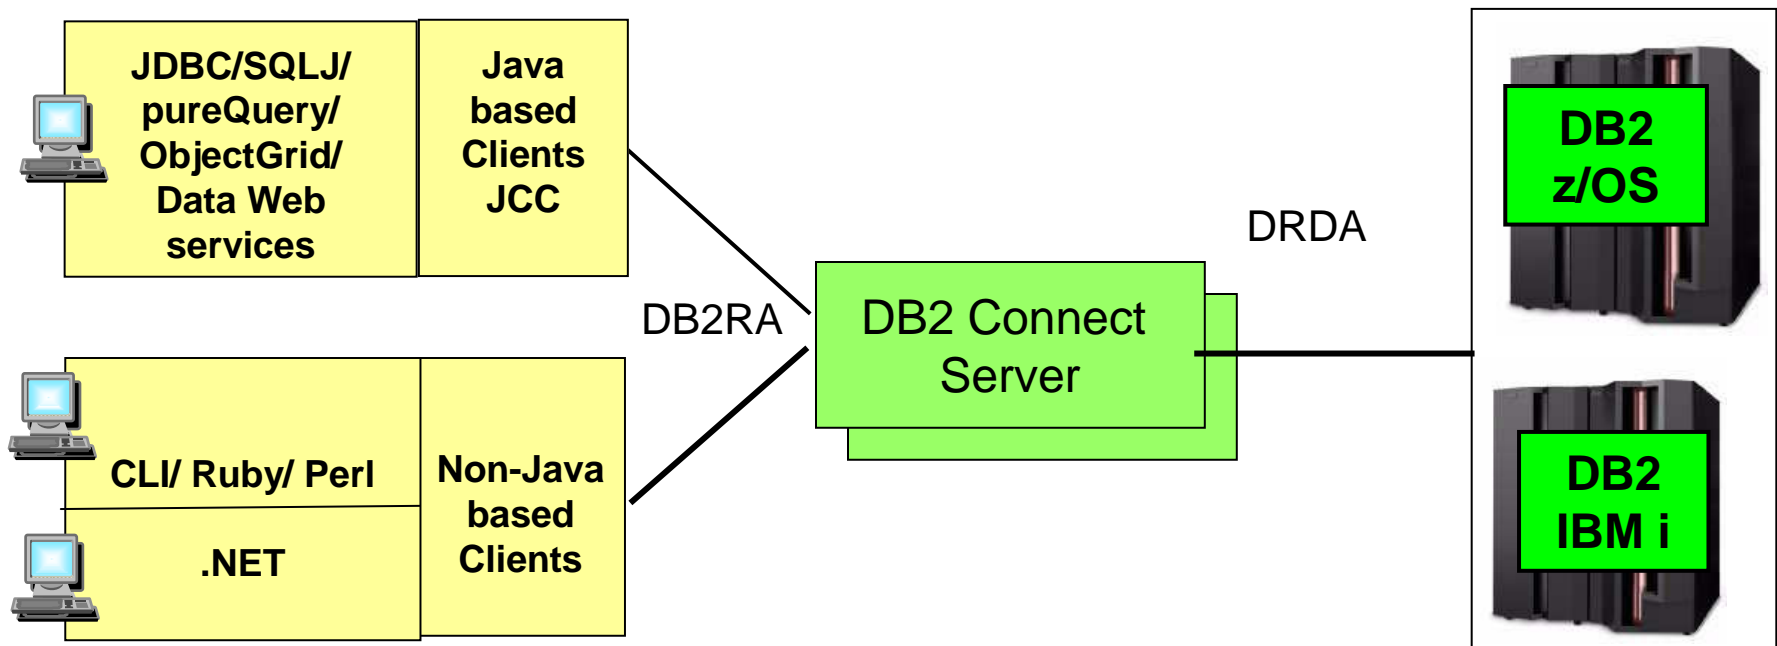 JDBC/SQLJ/
pureQuery/
ObjectGrid/
Data Web
services
Java
based
Clients
JCC
CLI/ Ruby/ Perl
.NET
Non-Java
based
Clients
DB2RA
DB2 Connect
Server
DRDA
DB2
z/OS
DB2
IBM i